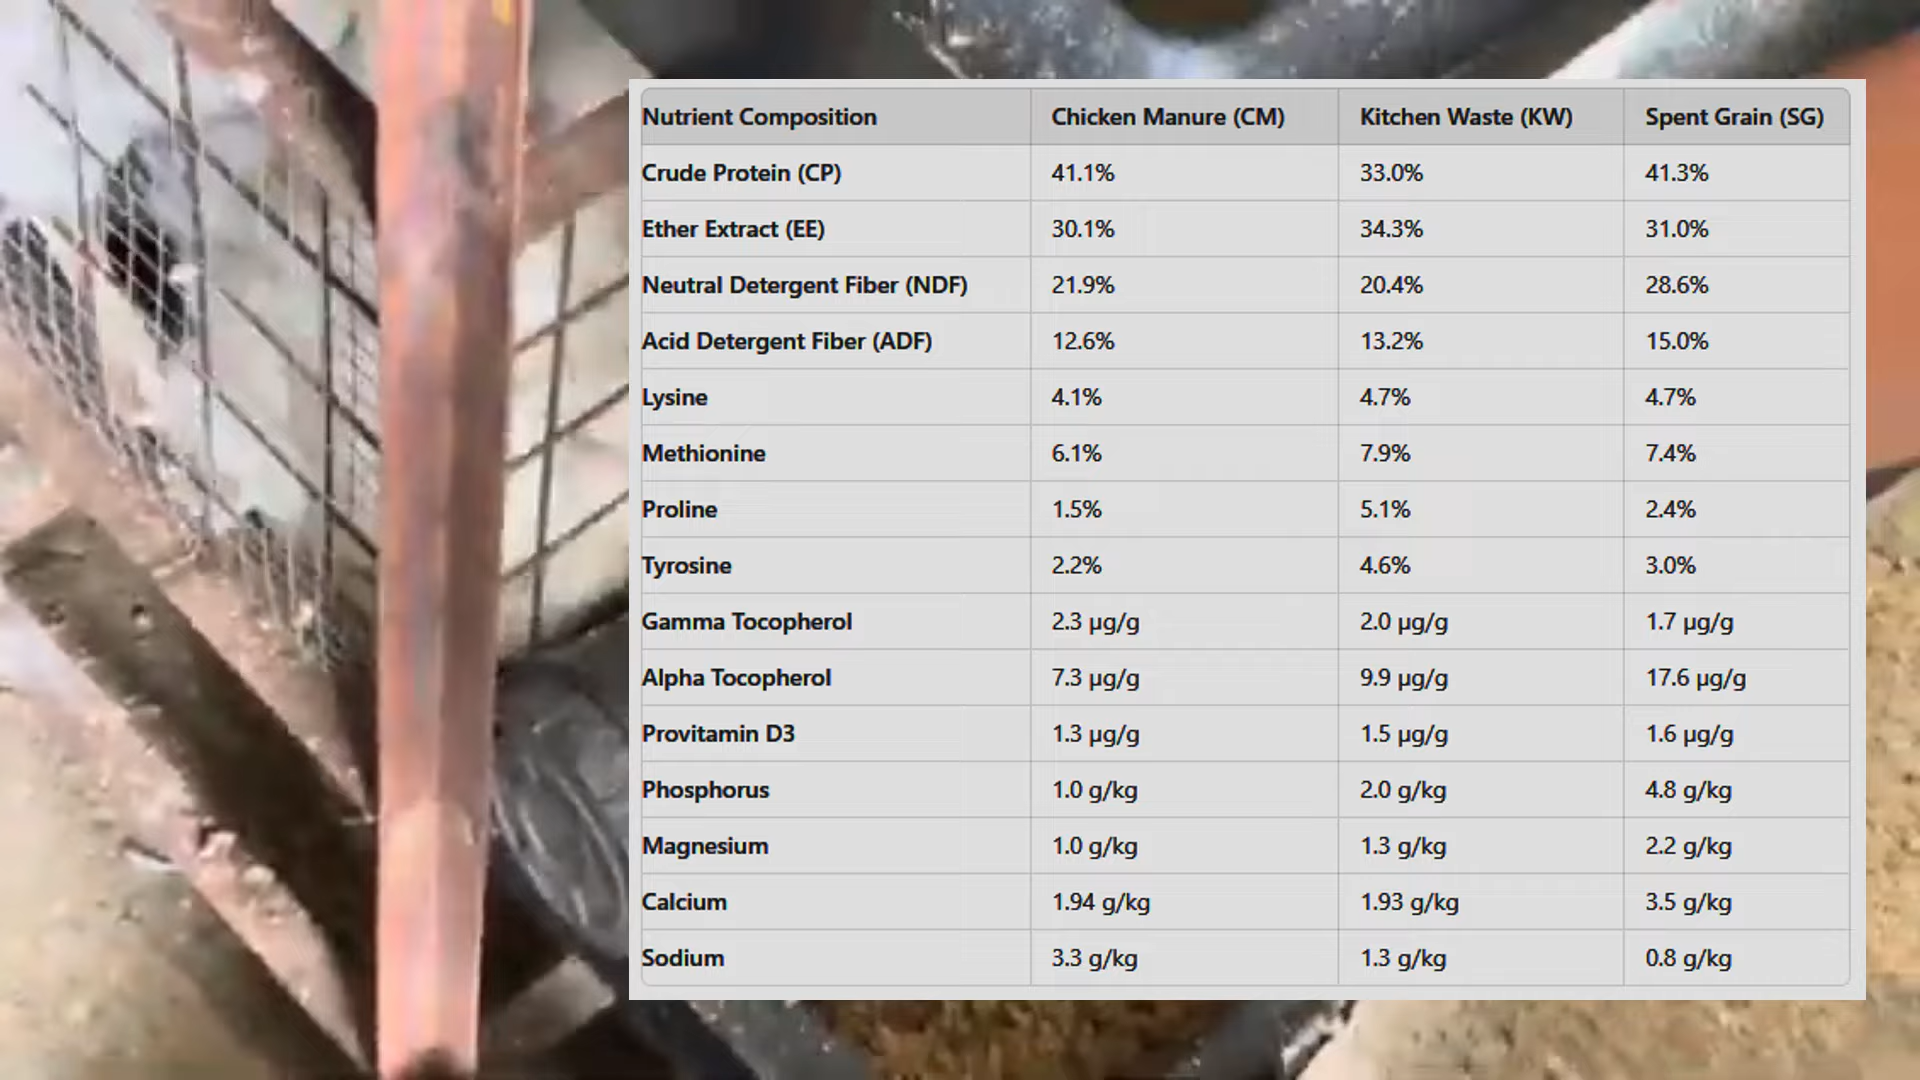 Nutrient Composition Chicken Manure (CM) Kitchen Waste (KW) Spent Grain (SG)
Crude Protein (CP) 41.1% 33.0% 41.3%
Ether Extract (EE) 30.1% 34.3% 31.0%
Neutral Detergent Fiber (NDF) 21.9% 20.4% 28.6%
Acid Detergent Fiber (ADF) 12.6% 13.2% 15.0%
Lysine 4.1% 4.7% 4.7%
Methionine 6.1% 7.9% 7.4%
Proline 1.5% 5.1% 2.4%
Tyrosine 2.2% 4.6% 3.0%
Gamma Tocopherol 2.3 µg/g 2.0 µg/g 1.7 µg/g
Alpha Tocopherol 7.3 µg/g 9.9 µg/g 17.6 µg/g
Provitamin D3 1.3 µg/g 1.5 µg/g 1.6 µg/g
Phosphorus 1.0 g/kg 2.0 g/kg 4.8 g/kg
Magnesium 1.0 g/kg 1.3 g/kg 2.2 g/kg
Calcium 1.94 g/kg 1.93 g/kg 3.5 g/kg
Sodium 3.3 g/kg 1.3 g/kg 0.8 g/kg